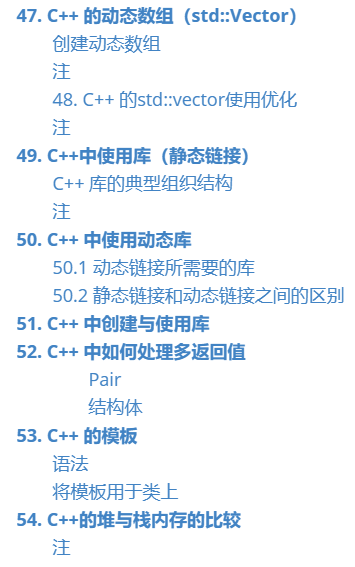 47. C++ 的动态数组（std::Vector）
创建动态数组
注
48. C++ 的std::vector使用优化
注
49. C++中使用库（静态链接）
C++ 库的典型组织结构
注
50. C++ 中使用动态库
50.1 动态链接所需要的库
50.2 静态链接和动态链接之间的区别
51. C++ 中创建与使用库
52. C++ 中如何处理多返回值
Pair
结构体
53. C++ 的模板
语法
将模板用于类上
54. C++的堆与栈内存的比较
注